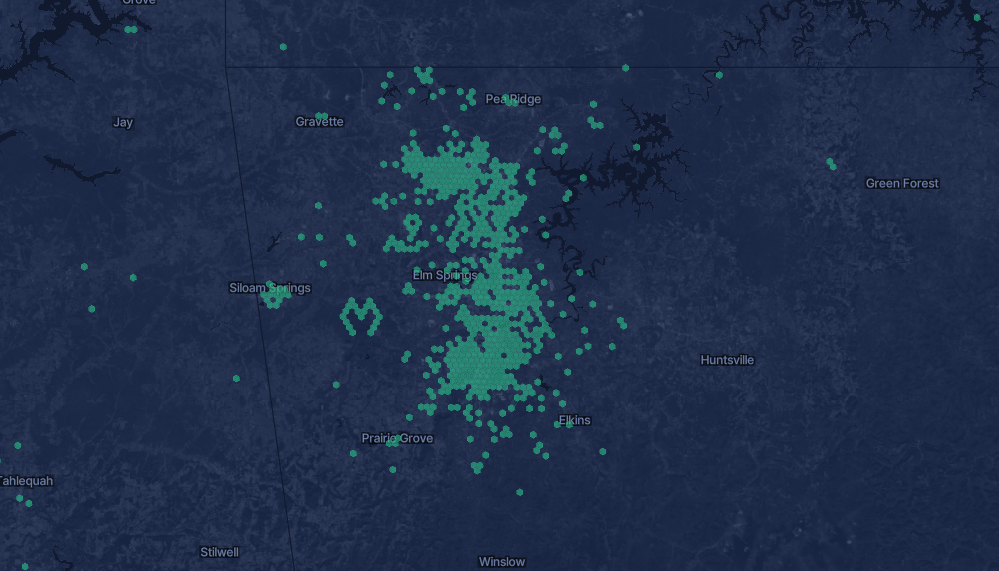 Grove
Pea Ridge
Jay
Gravette
Green Forest
Elm Springs
Siloam Springs
Huntsville
Elkins
Prairie Grove
Tahlequah
Stilwell
Winslow